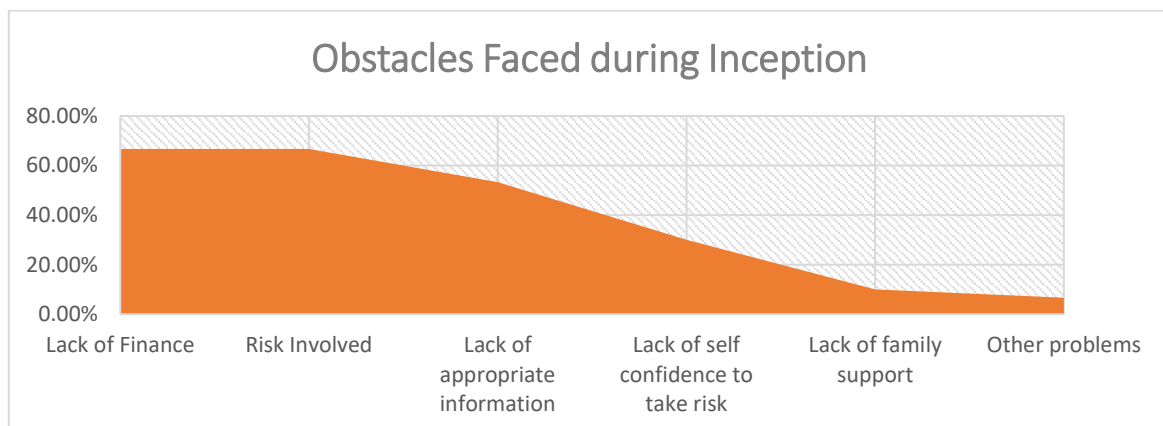 Obstacles Faced during Inception
80.00%
60.00%
40.00%
20.00%
0.00%
Lack of Finance
Risk Involved
Lack of
appropriate
information
Lack of self
confidence to
take risk
Lack of family
support
Other problems